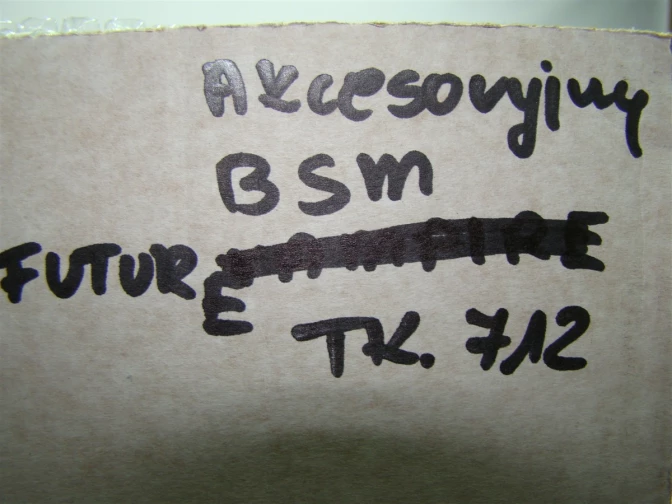 Akcesoryjny
BSM
FUTURE
TK. 712